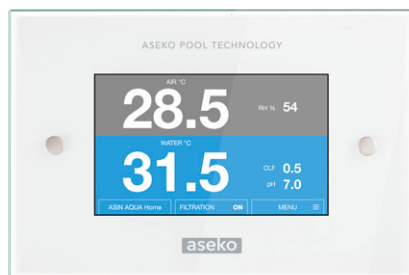 ASEKO POOL TECHNOLOGY
AIR °C
28.5
RH % 54
WATER °C
31.5
CLF 0.5
pH 7.0
ASIN AQUA Home FILTRATION ON MENU
aseko